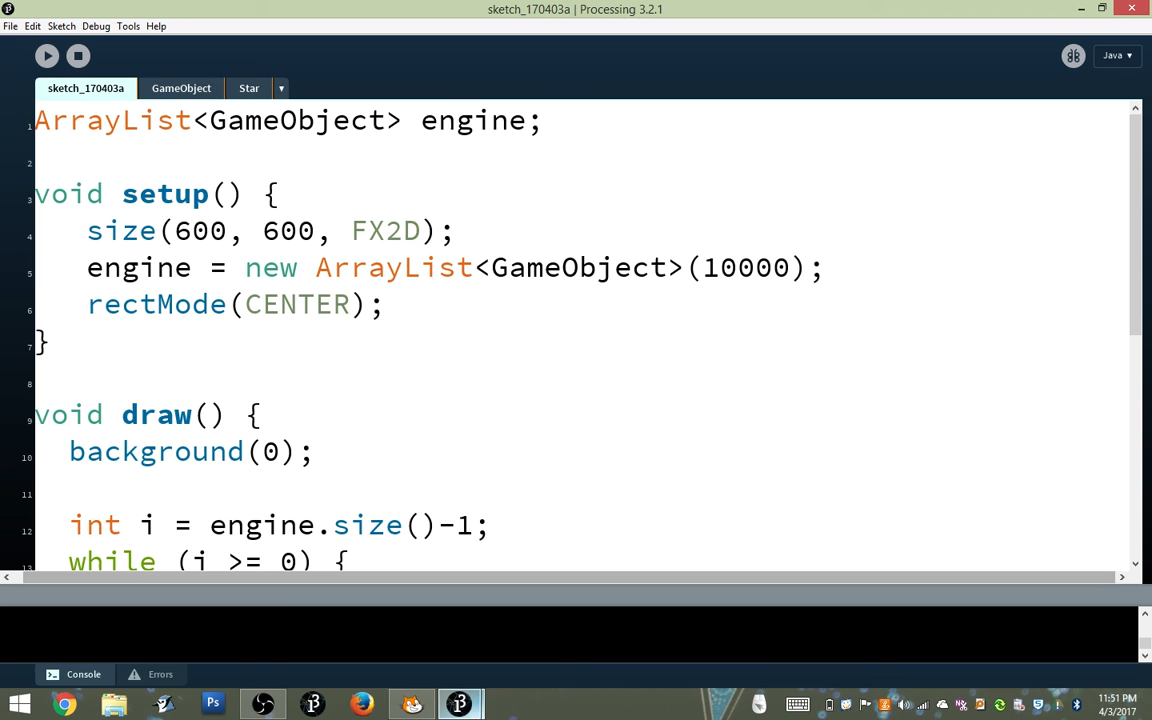 sketch_170403a | Processing 3.2.1
File Edit Sketch Debug Tools Help
Java ▾
sketch_170403a GameObject Star ▾
1 ArrayList<GameObject> engine;
2
3 void setup() {
4 size(600, 600, FX2D);
5 engine = new ArrayList<GameObject>(10000);
6 rectMode(CENTER);
7 }
8
9 void draw() {
10 background(0);
11
12 int i = engine.size()-1;
13 while (i >= 0) {
Console Errors
Ps
11:51 PM
4/3/2017